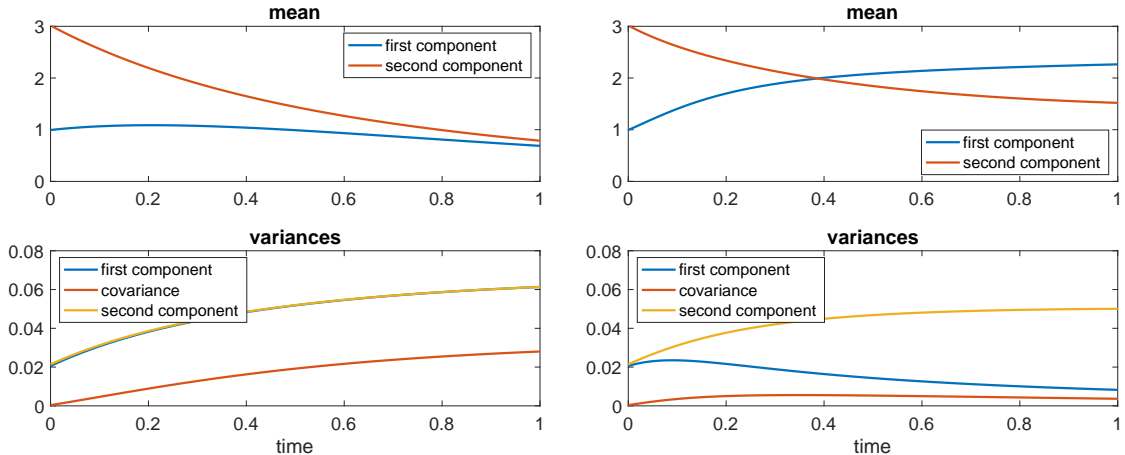 mean
3
2
1
0
first component
second component
0 0.2 0.4 0.6 0.8 1
variances
0.08
0.06
0.04
0.02
0
first component
covariance
second component
0 0.2 0.4 0.6 0.8 1
time
mean
3
2
1
0
first component
second component
0 0.2 0.4 0.6 0.8 1
variances
0.08
0.06
0.04
0.02
0
first component
covariance
second component
0 0.2 0.4 0.6 0.8 1
time